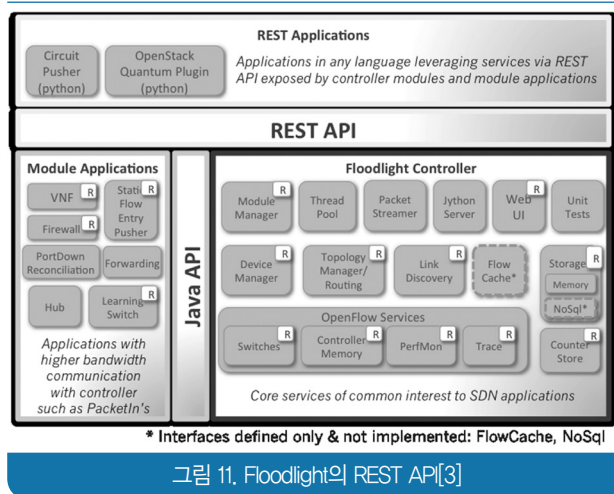 REST Applications
Circuit
Pusher
(python)
OpenStack
Quantum Plugin
(python)
Applications in any language leveraging services via REST
API exposed by controller modules and module applications
REST API
Module Applications
VNF
R
Static
Flow
Entry
Pusher
R
Firewall
R
PortDown
Reconciliation
Forwarding
Hub
Learning
Switch
R
Applications with
higher bandwidth
communication
with controller
such as PacketIn's
Java API
Floodlight Controller
Module
Manager
R
Thread
Pool
Packet
Streamer
Jython
Server
Web
UI
R
Unit
Tests
Device
Manager
R
Topology
Manager/
Routing
R
Link
Discovery
R
Flow
Cache*
R
Storage
R
Memory
NoSql*
OpenFlow Services
Switches
R
Controller
Memory
R
PerfMon
R
Trace
R
Counter
Store
R
Core services of common interest to SDN applications
* Interfaces defined only & not implemented: FlowCache, NoSql
그림 11. Floodlight의 REST API[3]